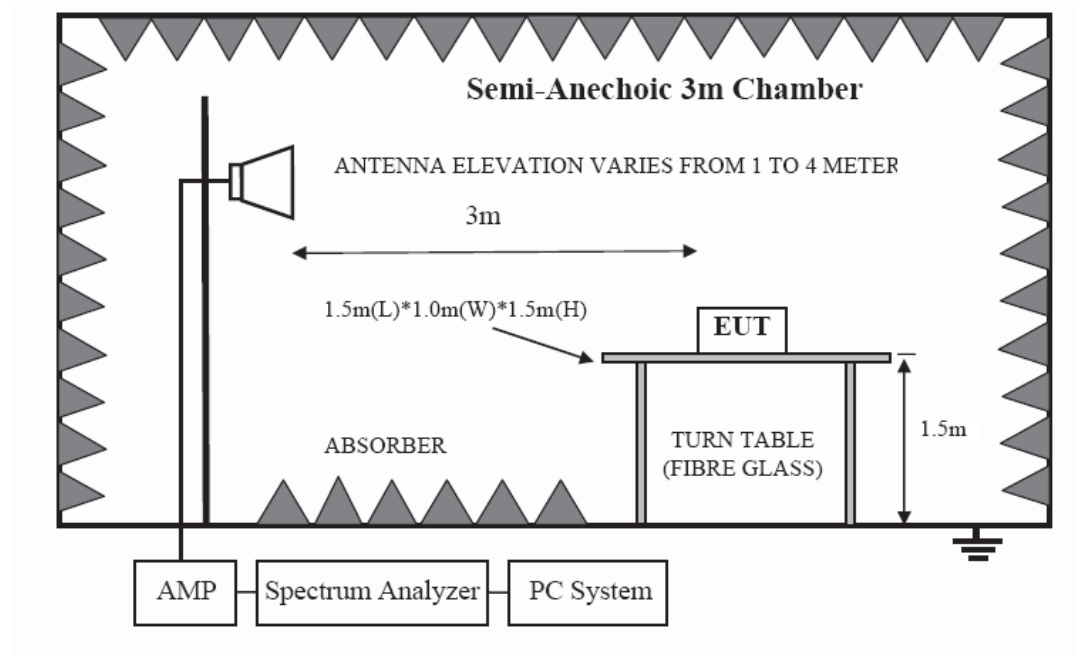 Semi-Anechoic 3m Chamber
ANTENNA ELEVATION VARIES FROM 1 TO 4 METER
3m
1.5m(L)*1.0m(W)*1.5m(H)
EUT
1.5m
ABSORBER
TURN TABLE
(FIBRE GLASS)
AMP
Spectrum Analyzer
PC System